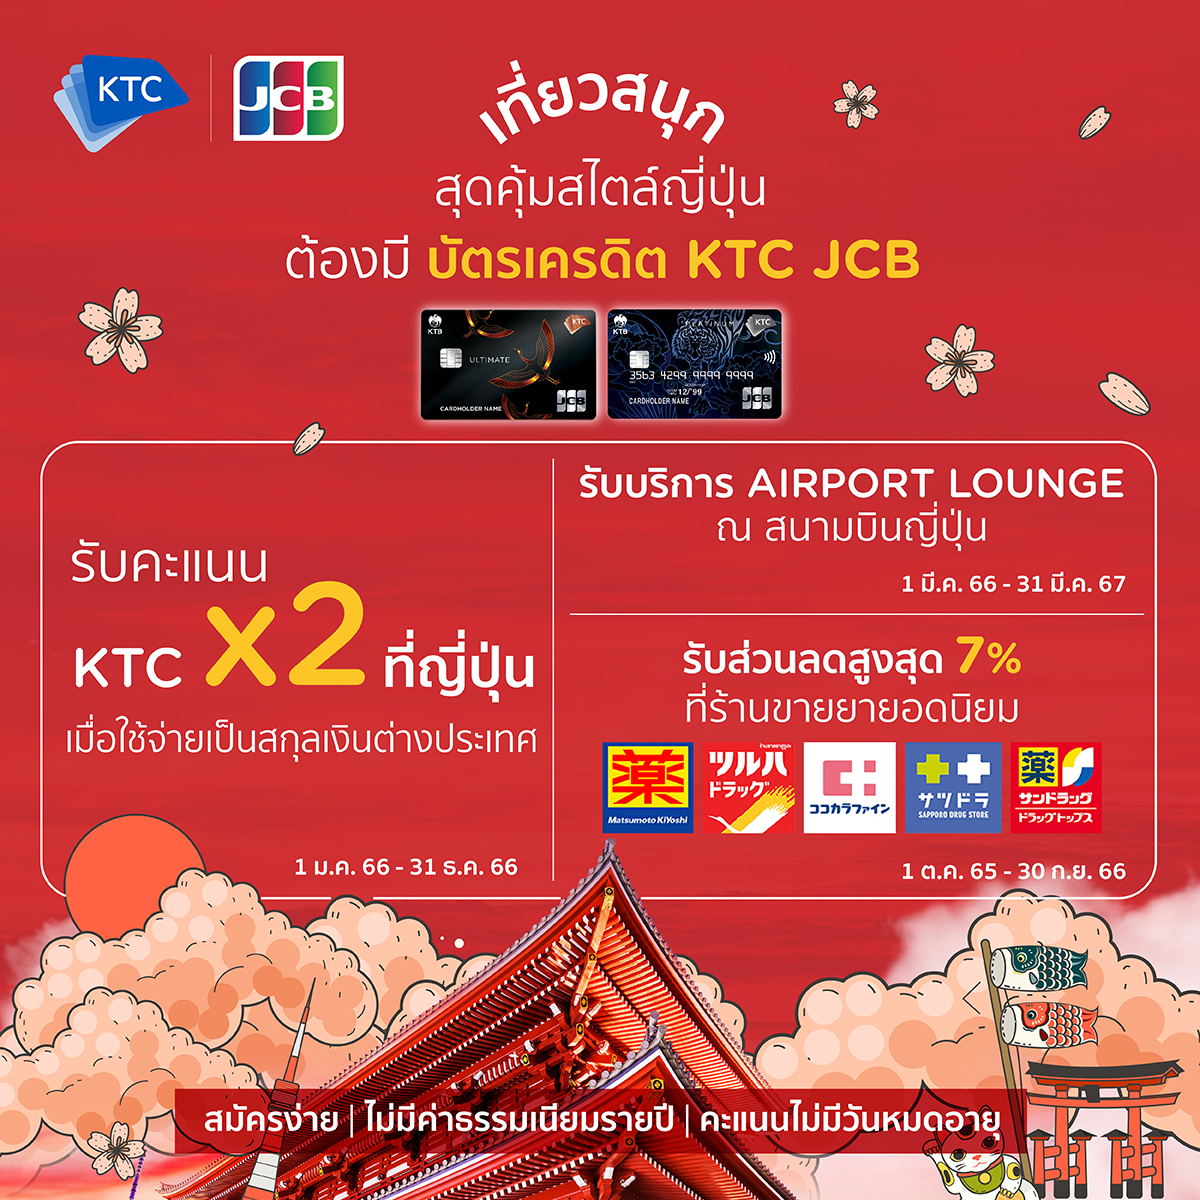 KTC
JCB
เที่ยวสนุก
สุดคุ้มสไตล์ญี่ปุ่น
ต้องมี บัตรเครดิต KTC JCB
KTB
KTC
ULTIMATE
CARDHOLDER NAME
JCB
KTB
PLATINUM
KTC
3563 4299 9999 9999
12/'99
CARDHOLDER NAME
JCB
รับคะแนน
KTC x2 ที่ญี่ปุ่น
เมื่อใช้จ่ายเป็นสกุลเงินต่างประเทศ
1 ม.ค. 66 - 31 ธ.ค. 66
รับบริการ AIRPORT LOUNGE
ณ สนามบินญี่ปุ่น
1 มี.ค. 66 - 31 มี.ค. 67
รับส่วนลดสูงสุด 7%
ที่ร้านขายยายอดนิยม
薬
Matsumoto KiYoshi
ツルハ
ドラッグ
ココカラファイン
サツドラ
SAPPORO DRUG STORE
薬
サンドラッグ
ドラッグトップス
1 ต.ค. 65 - 30 ก.ย. 66
สมัครง่าย | ไม่มีค่าธรรมเนียมรายปี | คะแนนไม่มีวันหมดอายุ